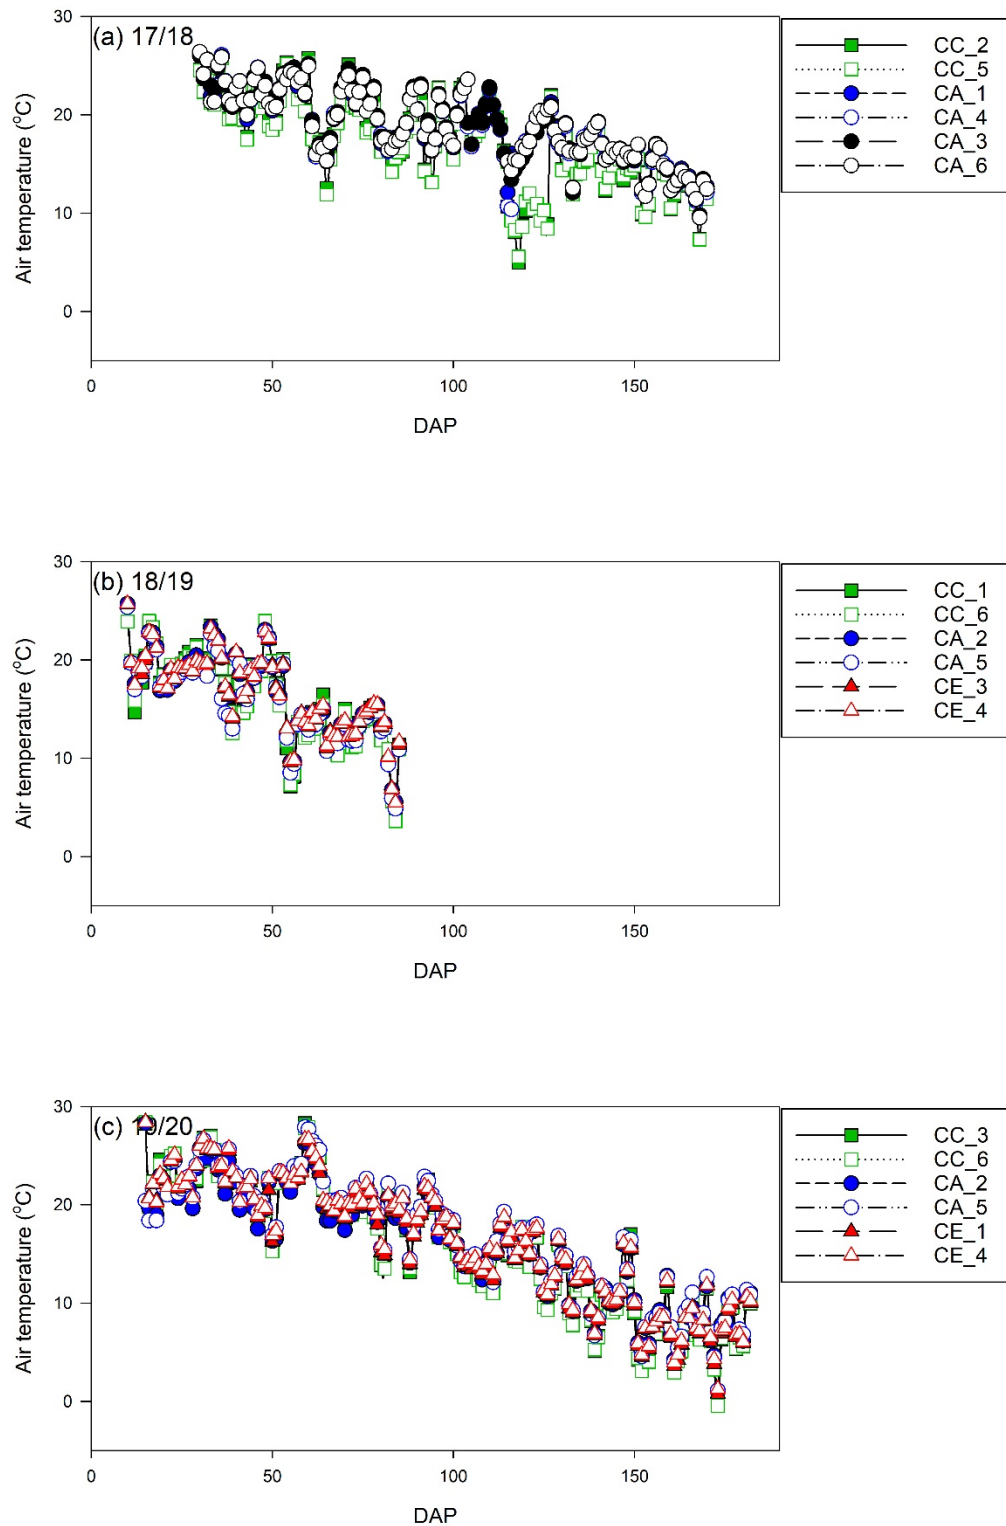 (a) 17/18
30
20
10
0
Air temperature (°C)
0 50 100 150
DAP
CC_2
CC_5
CA_1
CA_4
CA_3
CA_6
(b) 18/19
30
20
10
0
Air temperature (°C)
0 50 100 150
DAP
CC_1
CC_6
CA_2
CA_5
CE_3
CE_4
(c) 19/20
30
20
10
0
Air temperature (°C)
0 50 100 150
DAP
CC_3
CC_6
CA_2
CA_5
CE_1
CE_4